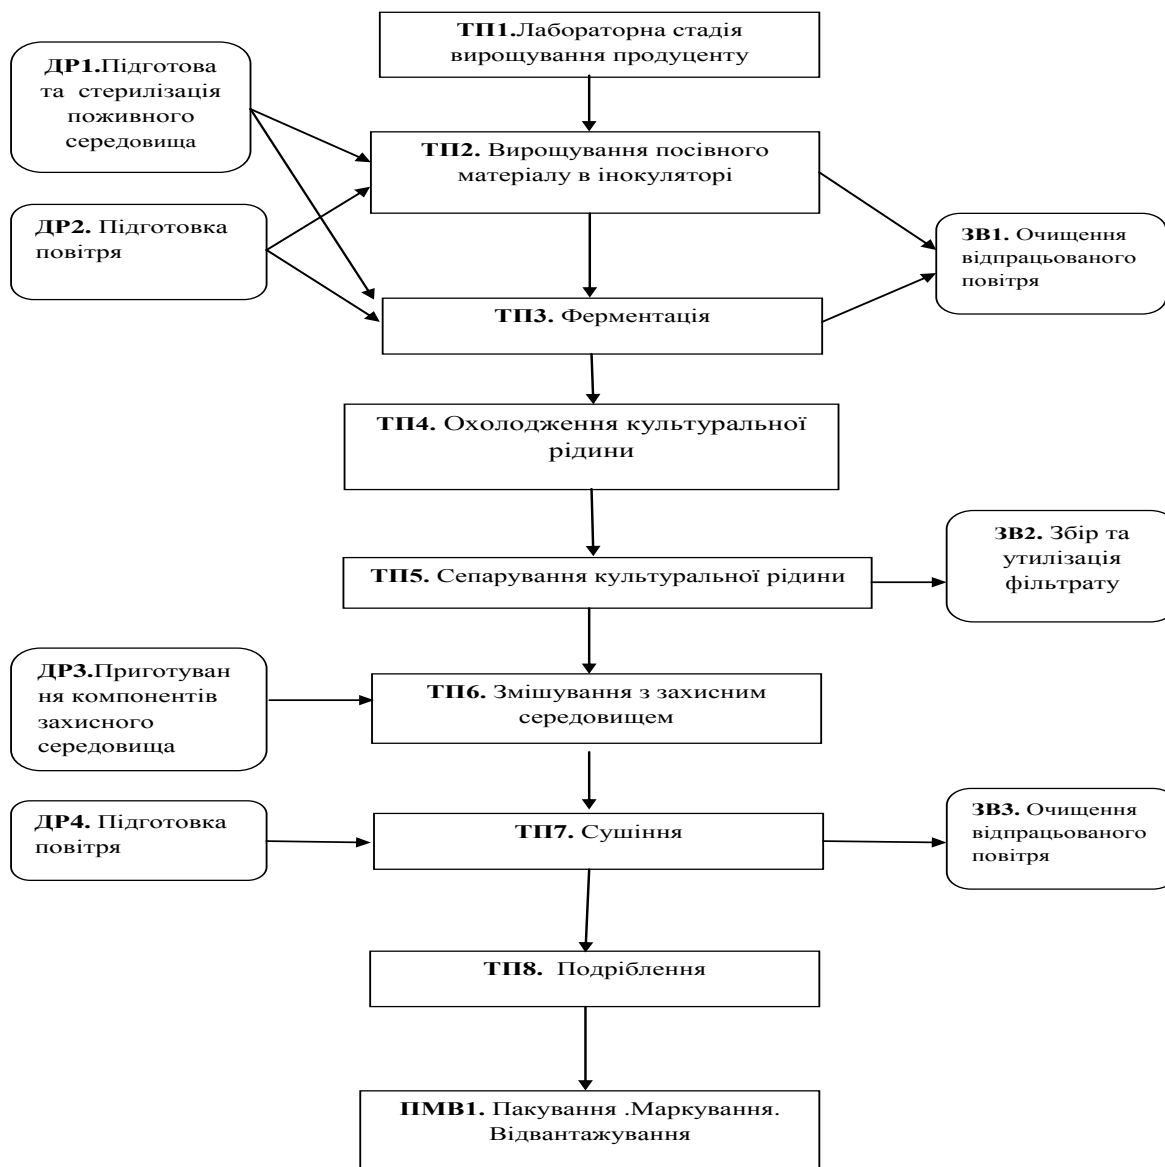 ТП1.Лабораторна стадія
вирощування продуценту
ДР1.Підготова
та стерилізація
поживного
середовища
ТП2. Вирощування посівного
матеріалу в інокуляторі
ДР2. Підготовка
повітря
ЗВ1. Очищення
відпрацьованого
повітря
ТП3. Ферментація
ТП4. Охолодження культуральної
рідини
ЗВ2. Збір та
утилізація
фільтрату
ТП5. Сепарування культуральної рідини
ДР3.Приготуван
ня компонентів
захисного
середовища
ТП6. Змішування з захисним
середовищем
ДР4. Підготовка
повітря
ТП7. Сушіння
ЗВ3. Очищення
відпрацьованого
повітря
ТП8. Подріблення
ПМВ1. Пакування .Маркування.
Відвантажування